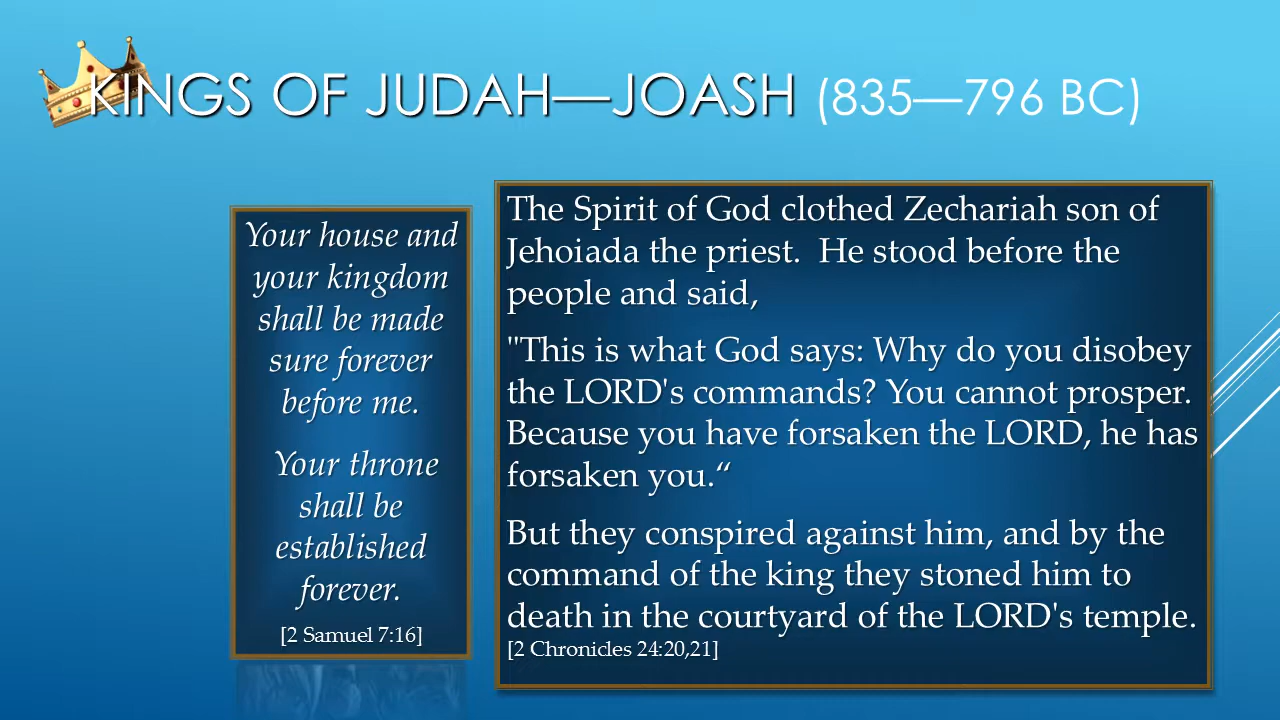 KINGS OF JUDAH—JOASH (835—796 BC)
Your house and
your kingdom
shall be made
sure forever
before me.
Your throne
shall be
established
forever.
[2 Samuel 7:16]
The Spirit of God clothed Zechariah son of
Jehoiada the priest.  He stood before the
people and said,
"This is what God says: Why do you disobey
the LORD's commands? You cannot prosper.
Because you have forsaken the LORD, he has
forsaken you.“
But they conspired against him, and by the
command of the king they stoned him to
death in the courtyard of the LORD's temple.
[2 Chronicles 24:20,21]